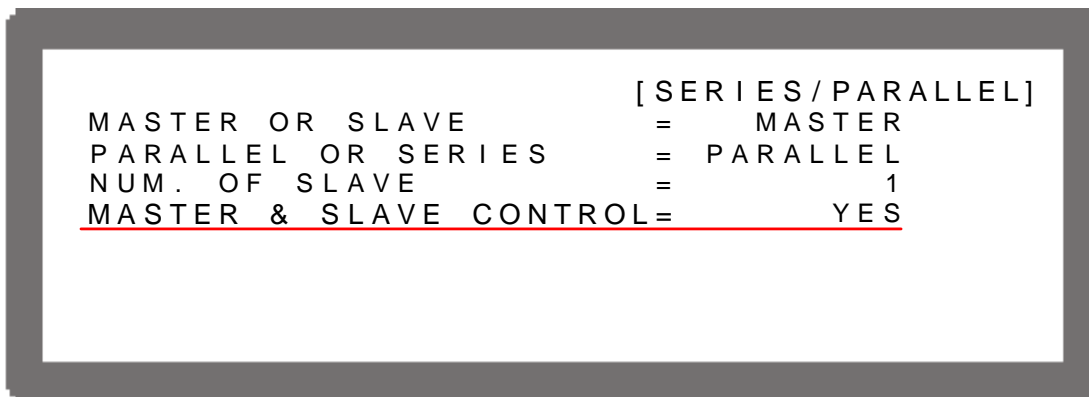 [SERIES/PARALLEL]
MASTER OR SLAVE = MASTER
PARALLEL OR SERIES = PARALLEL
NUM. OF SLAVE = 1
MASTER & SLAVE CONTROL= YES